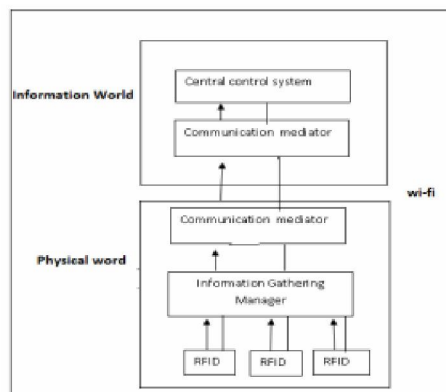 Central control system
Information World
Communication mediator
wi-fi
Communication mediator
Physical word
Information Gathering
Manager
RFID
RFID
RFID